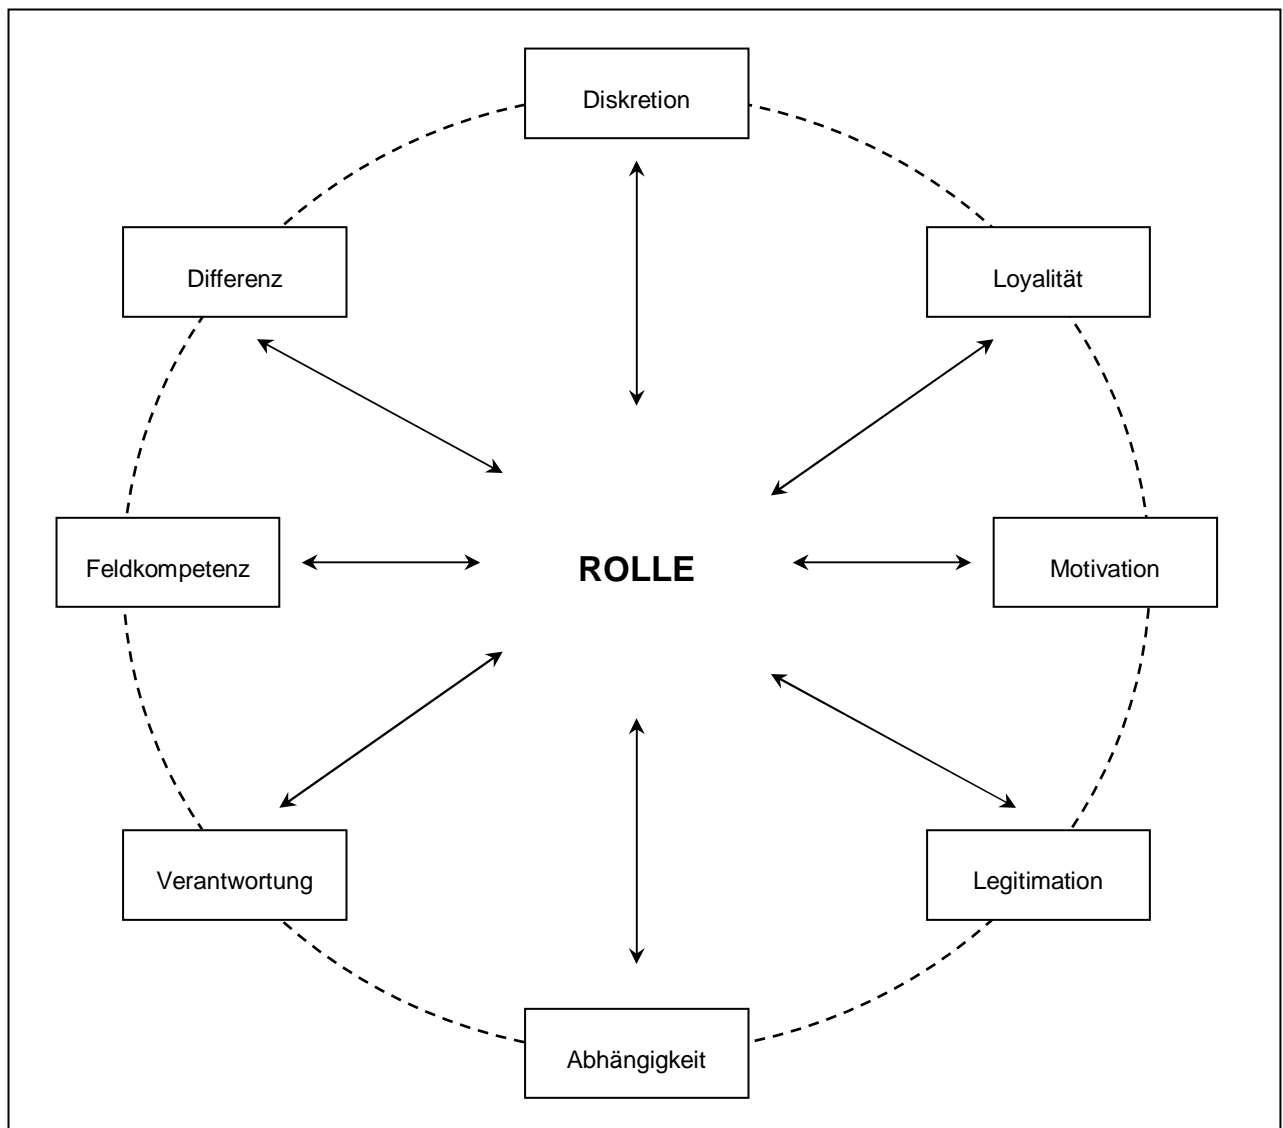 Diskretion
Differenz
Loyalität
Feldkompetenz
ROLLE
Motivation
Verantwortung
Legitimation
Abhängigkeit